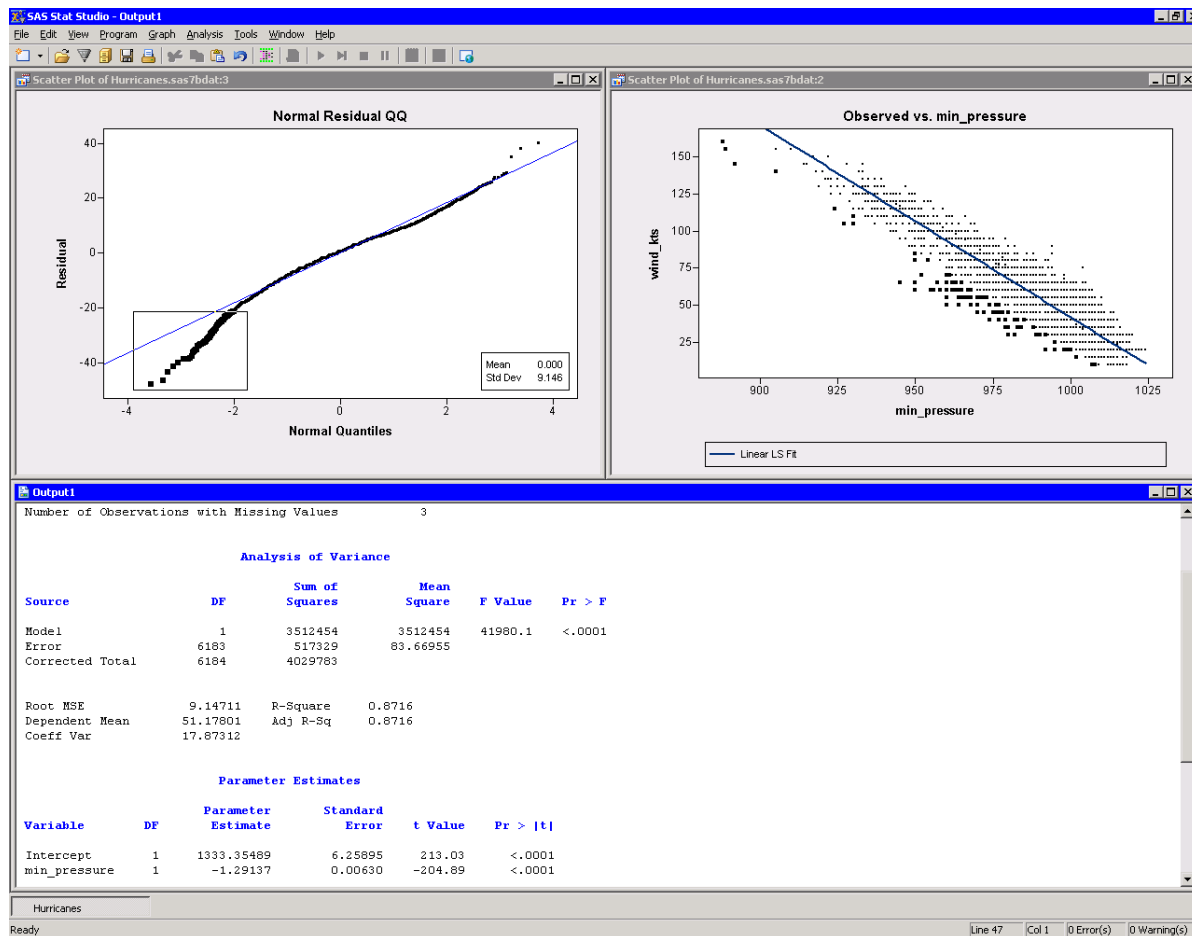 SAS Stat Studio - Output1
File Edit View Program Graph Analysis Tools Window Help
Scatter Plot of Hurricanes.sas7bdat:3
Normal Residual QQ
Residual
40
20
0
-20
-40
Mean 0.000
Std Dev 9.146
-4 -2 0 2 4
Normal Quantiles
Scatter Plot of Hurricanes.sas7bdat:2
Observed vs. min_pressure
wind_kts
150
125
100
75
50
25
900 925 950 975 1000 1025
min_pressure
Linear LS Fit
Output1
Number of Observations with Missing Values 3
Analysis of Variance
Sum of Mean
Source DF Squares Square F Value Pr > F
Model 1 3512454 3512454 41980.1 <.0001
Error 6183 517329 83.66955
Corrected Total 6184 4029783
Root MSE 9.14711 R-Square 0.8716
Dependent Mean 51.17801 Adj R-Sq 0.8716
Coeff Var 17.87312
Parameter Estimates
Parameter Standard
Variable DF Estimate Error t Value Pr > |t|
Intercept 1 1333.35489 6.25895 213.03 <.0001
min_pressure 1 -1.29137 0.00630 -204.89 <.0001
Hurricanes
Ready Line 47 Col 1 0 Error(s) 0 Warning(s)